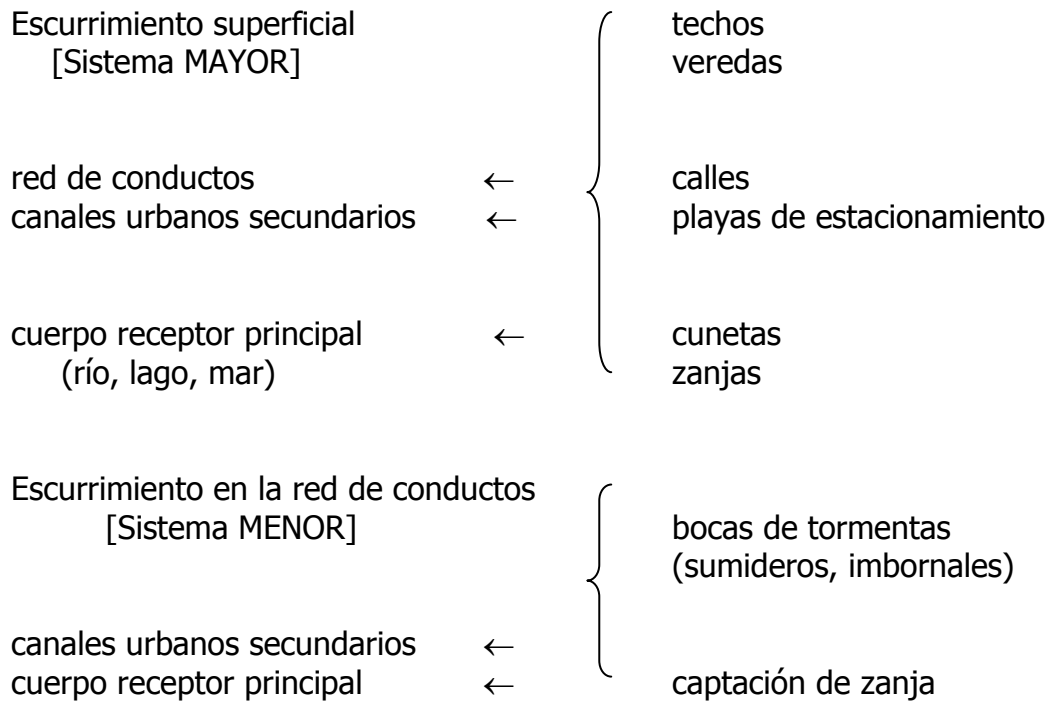 Escurrimiento superficial techos
[Sistema MAYOR] veredas
red de conductos ← calles
canales urbanos secundarios ← playas de estacionamiento
cuerpo receptor principal ← cunetas
(río, lago, mar) zanjas
Escurrimiento en la red de conductos
[Sistema MENOR] bocas de tormentas
(sumideros, imbornales)
canales urbanos secundarios ←
cuerpo receptor principal ← captación de zanja